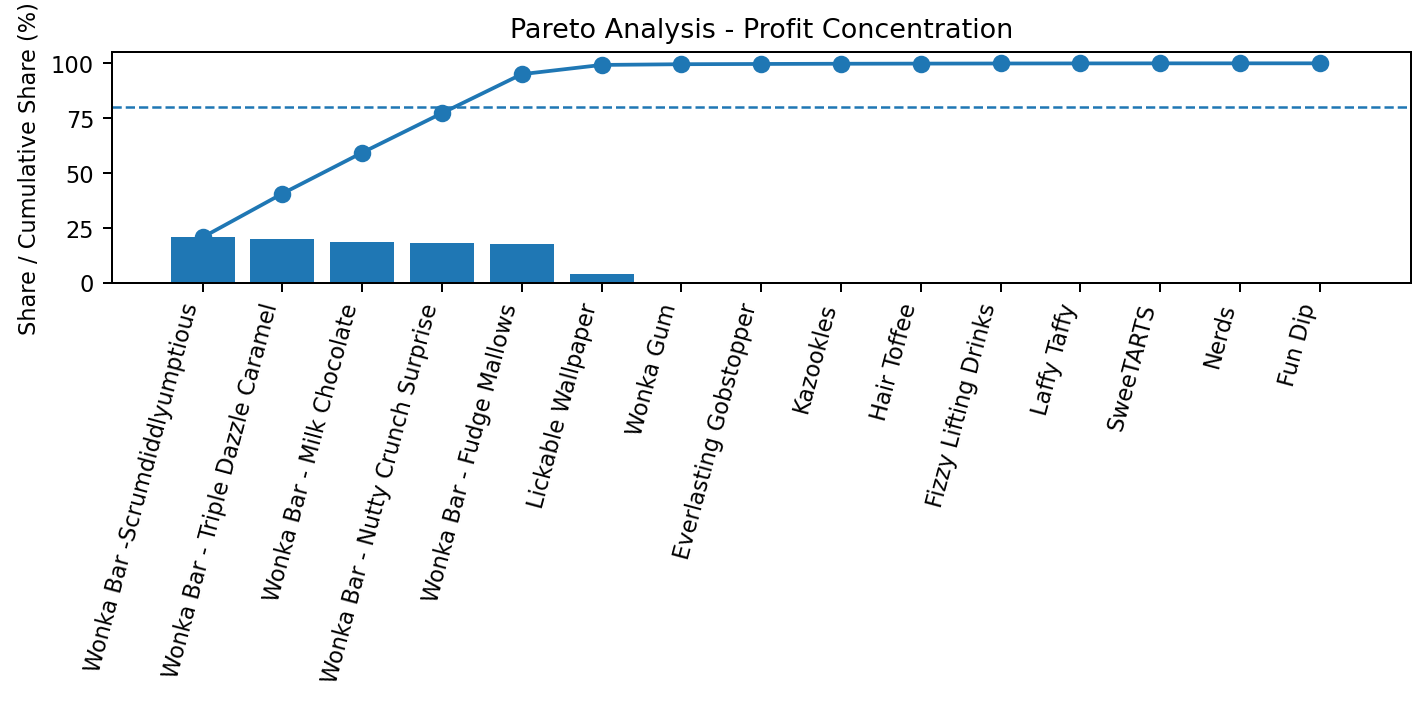 Pareto Analysis - Profit Concentration
Share / Cumulative Share (%)
100
75
50
25
0
Wonka Bar -Scrumdiddlyumptious
Wonka Bar - Triple Dazzle Caramel
Wonka Bar - Milk Chocolate
Wonka Bar - Nutty Crunch Surprise
Wonka Bar - Fudge Mallows
Lickable Wallpaper
Wonka Gum
Everlasting Gobstopper
Kazookles
Hair Toffee
Fizzy Lifting Drinks
Laffy Taffy
SweeTARTS
Nerds
Fun Dip